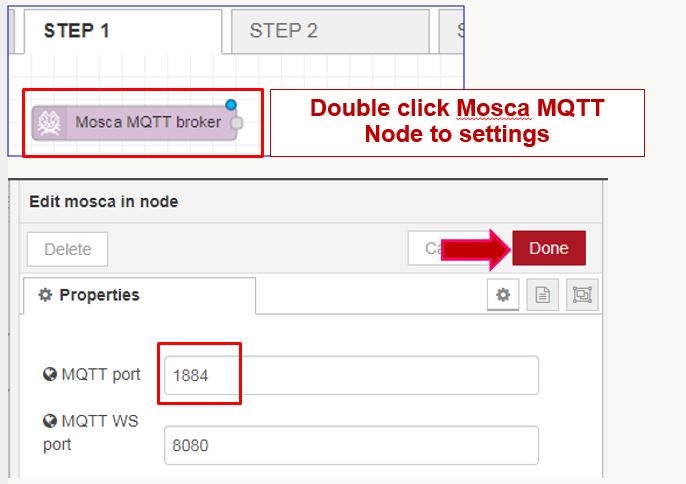 STEP 1
STEP 2
Mosca MQTT broker
Double click Mosca MQTT
Node to settings
Edit mosca in node
Delete
Done
Properties
MQTT port
1884
MQTT WS
port
8080